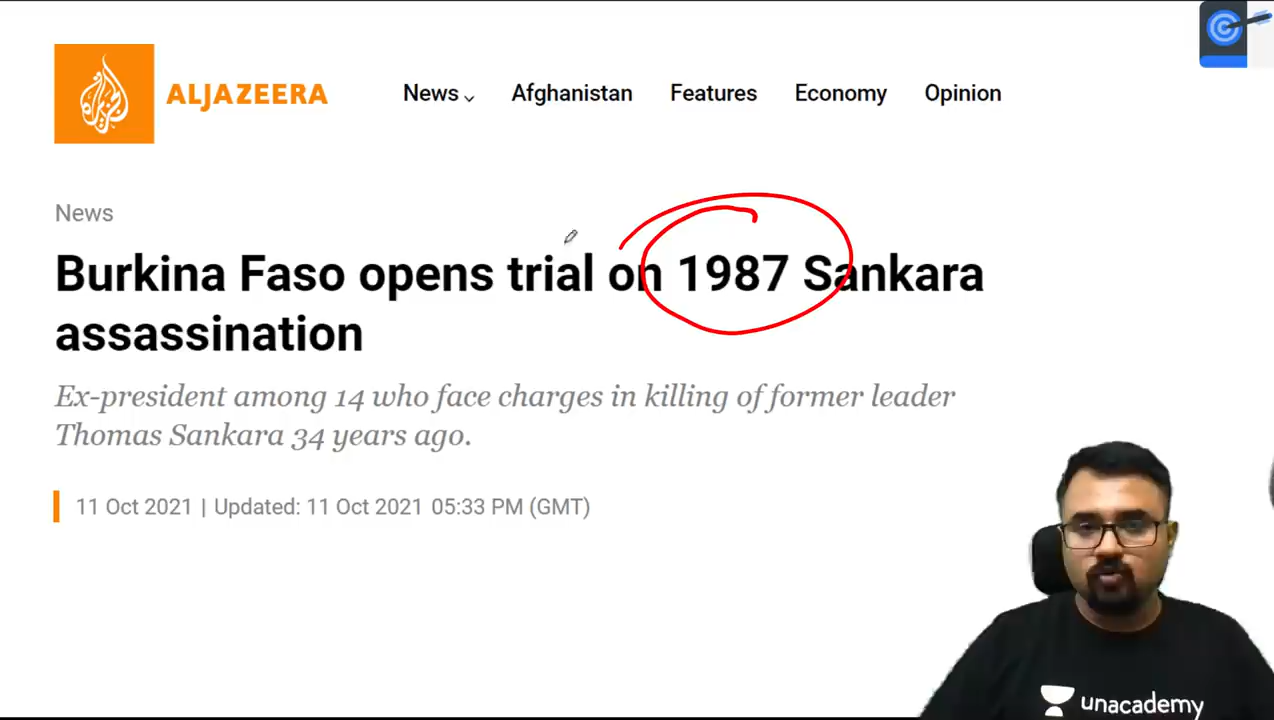 ALJAZEERA
News Afghanistan Features Economy Opinion
News
Burkina Faso opens trial on 1987 Sankara
assassination
Ex-president among 14 who face charges in killing of former leader
Thomas Sankara 34 years ago.
11 Oct 2021 | Updated: 11 Oct 2021 05:33 PM (GMT)
unacademy